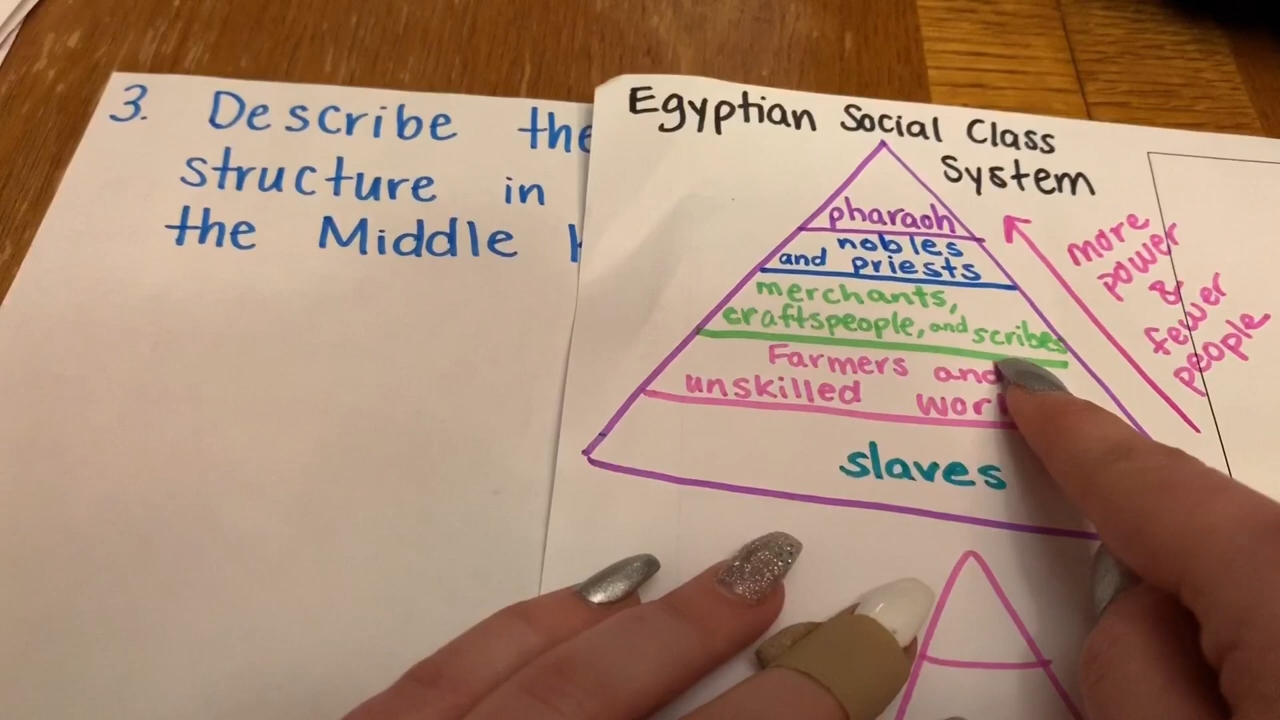 3. Describe the
structure in
the Middle
Egyptian Social Class
System
pharaoh
nobles
and priests
merchants,
craftspeople, and scribes
Farmers and
unskilled
slaves
more
power
&
fewer
people